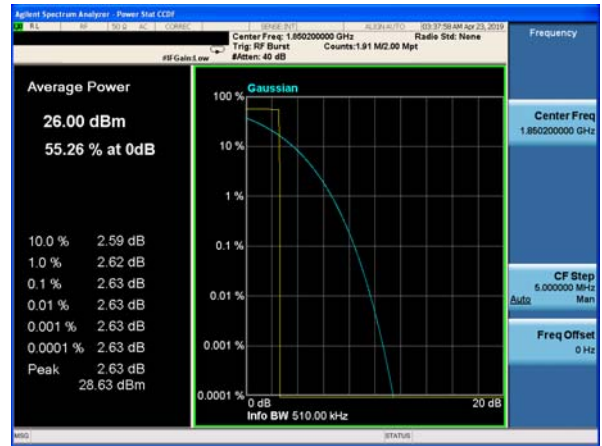 Agilent Spectrum Analyzer - Power Stat CCDF
RL RF 50 Ω AC CORREC SENSE:INT ALIGN AUTO 03:37:58 AM Apr 23, 2019
Center Freq: 1.850200000 GHz Radio Std: None
Trig: RF Burst Counts:1.91 M/2.00 Mpt
#IFGain:Low #Atten: 40 dB
Frequency
Average Power
26.00 dBm
55.26 % at 0dB
10.0 % 2.59 dB
1.0 % 2.62 dB
0.1 % 2.63 dB
0.01 % 2.63 dB
0.001 % 2.63 dB
0.0001 % 2.63 dB
Peak 2.63 dB
28.63 dBm
Gaussian
100 %
10 %
1 %
0.1 %
0.01 %
0.001 %
0.0001 %
0 dB 20 dB
Info BW 510.00 kHz
Center Freq
1.850200000 GHz
CF Step
5.000000 MHz
Auto Man
Freq Offset
0 Hz
MSG STATUS